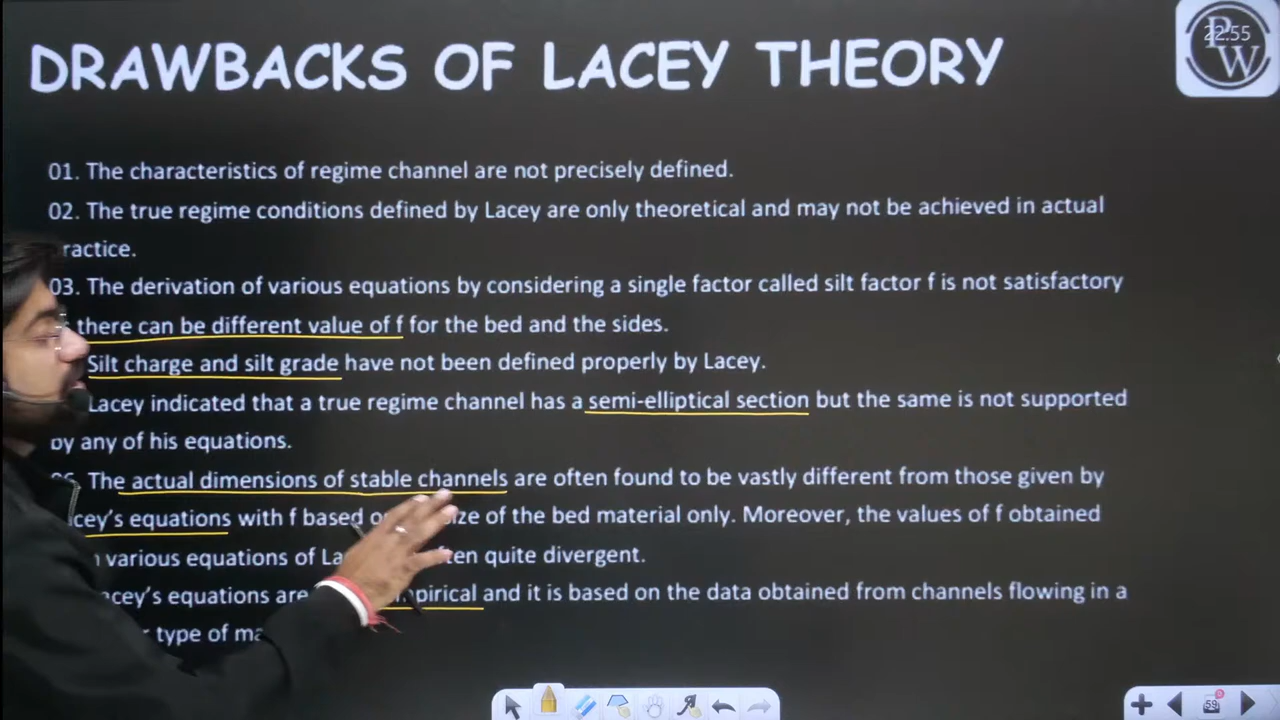 DRAWBACKS OF LACEY THEORY
22:55
PW
01. The characteristics of regime channel are not precisely defined.
02. The true regime conditions defined by Lacey are only theoretical and may not be achieved in actual
ractice.
03. The derivation of various equations by considering a single factor called silt factor f is not satisfactory
there can be different value of f for the bed and the sides.
Silt charge and silt grade have not been defined properly by Lacey.
Lacey indicated that a true regime channel has a semi-elliptical section but the same is not supported
by any of his equations.
The actual dimensions of stable channels are often found to be vastly different from those given by
cey's equations with f based of the bed material only. Moreover, the values of f obtained
various equations of quite divergent.
acey's equations are pirical and it is based on the data obtained from channels flowing in a
type of
59